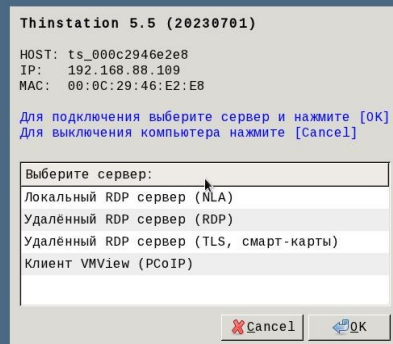 Thinstation 5.5 (20230701)
HOST: ts_000c2946e2e8
IP: 192.168.88.109
MAC: 00:0C:29:46:E2:E8
Для подключения выберите сервер и нажмите [OK]
Для выключения компьютера нажмите [Cancel]
Выберите сервер:
Локальный RDP сервер (NLA)
Удалённый RDP сервер (RDP)
Удалённый RDP сервер (TLS, смарт-карты)
Клиент VMView (PCoIP)
Cancel OK